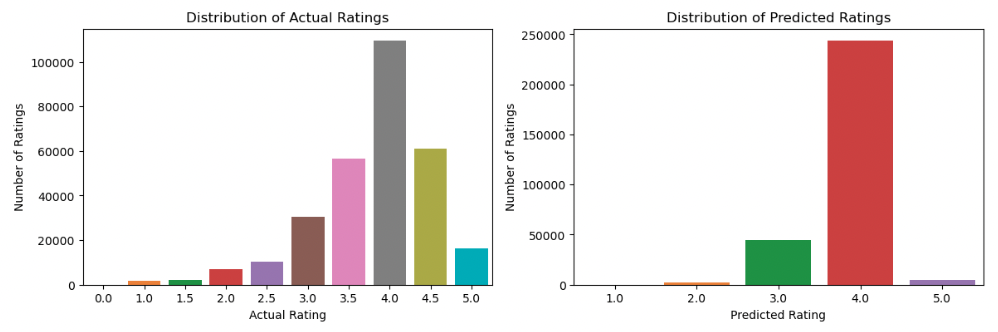 Distribution of Actual Ratings
Number of Ratings
100000
80000
60000
40000
20000
0
0.0 1.0 1.5 2.0 2.5 3.0 3.5 4.0 4.5 5.0
Actual Rating
Distribution of Predicted Ratings
Number of Ratings
250000
200000
150000
100000
50000
0
1.0 2.0 3.0 4.0 5.0
Predicted Rating